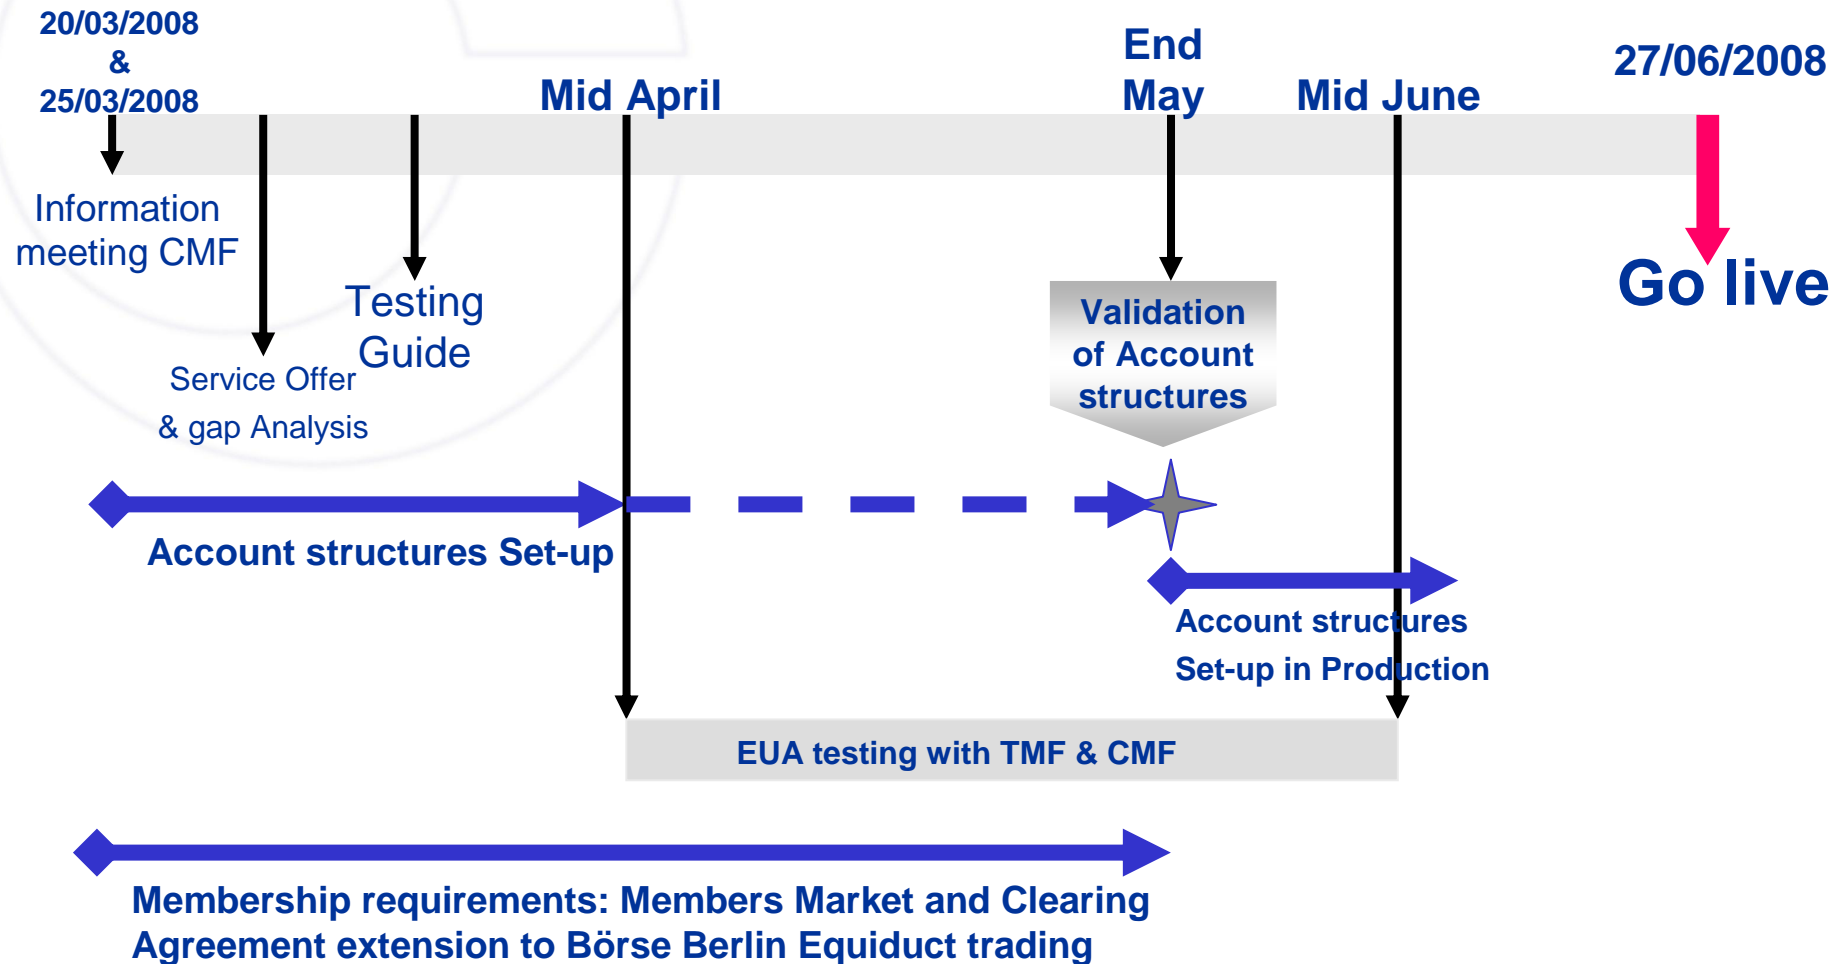 20/03/2008
&
25/03/2008
Mid April
End
May
Mid June
27/06/2008
Information
meeting CMF
Testing
Guide
Service Offer
& gap Analysis
Validation
of Account
structures
Go live
Account structures Set-up
Account structures
Set-up in Production
EUA testing with TMF & CMF
Membership requirements: Members Market and Clearing
Agreement extension to Börse Berlin Equiduct trading